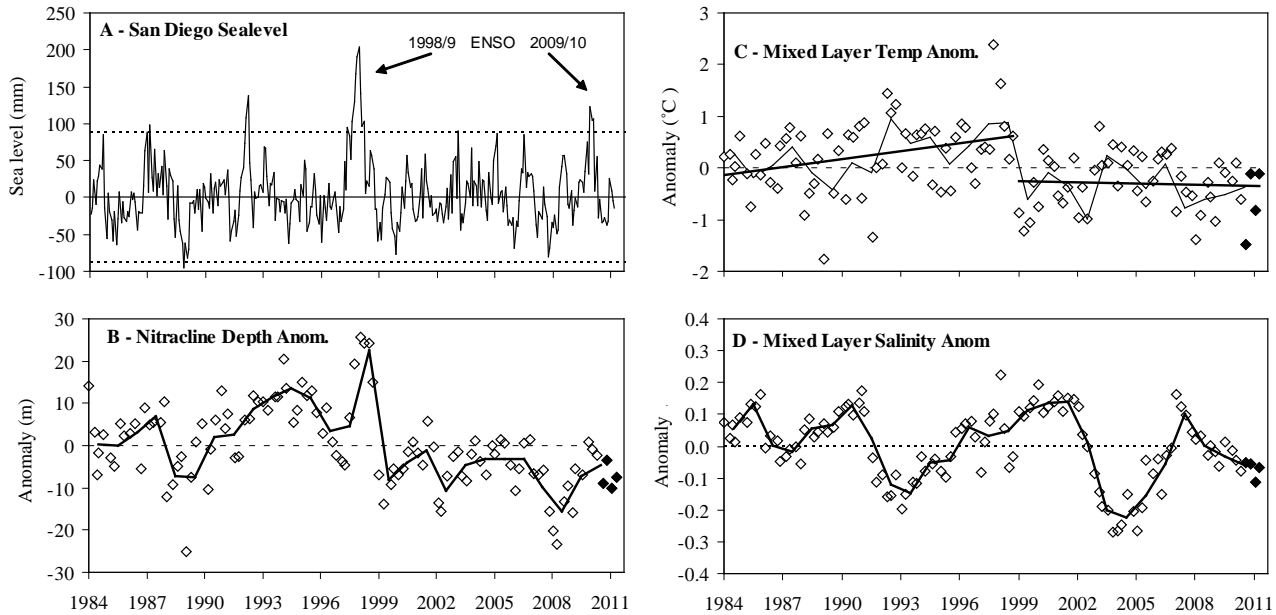 A - San Diego Sealevel
1998/9 ENSO 2009/10
Sea level (mm)
250
200
150
100
50
0
-50
-100
C - Mixed Layer Temp Anom.
Anomaly (˚C)
3
2
1
0
-1
-2
B - Nitracline Depth Anom.
Anomaly (m)
30
20
10
0
-10
-20
-30
1984 1987 1990 1993 1996 1999 2002 2005 2008 2011
D - Mixed Layer Salinity Anom
Anomaly
0.4
0.3
0.2
0.1
0.0
-0.1
-0.2
-0.3
-0.4
1984 1987 1990 1993 1996 1999 2002 2005 2008 2011